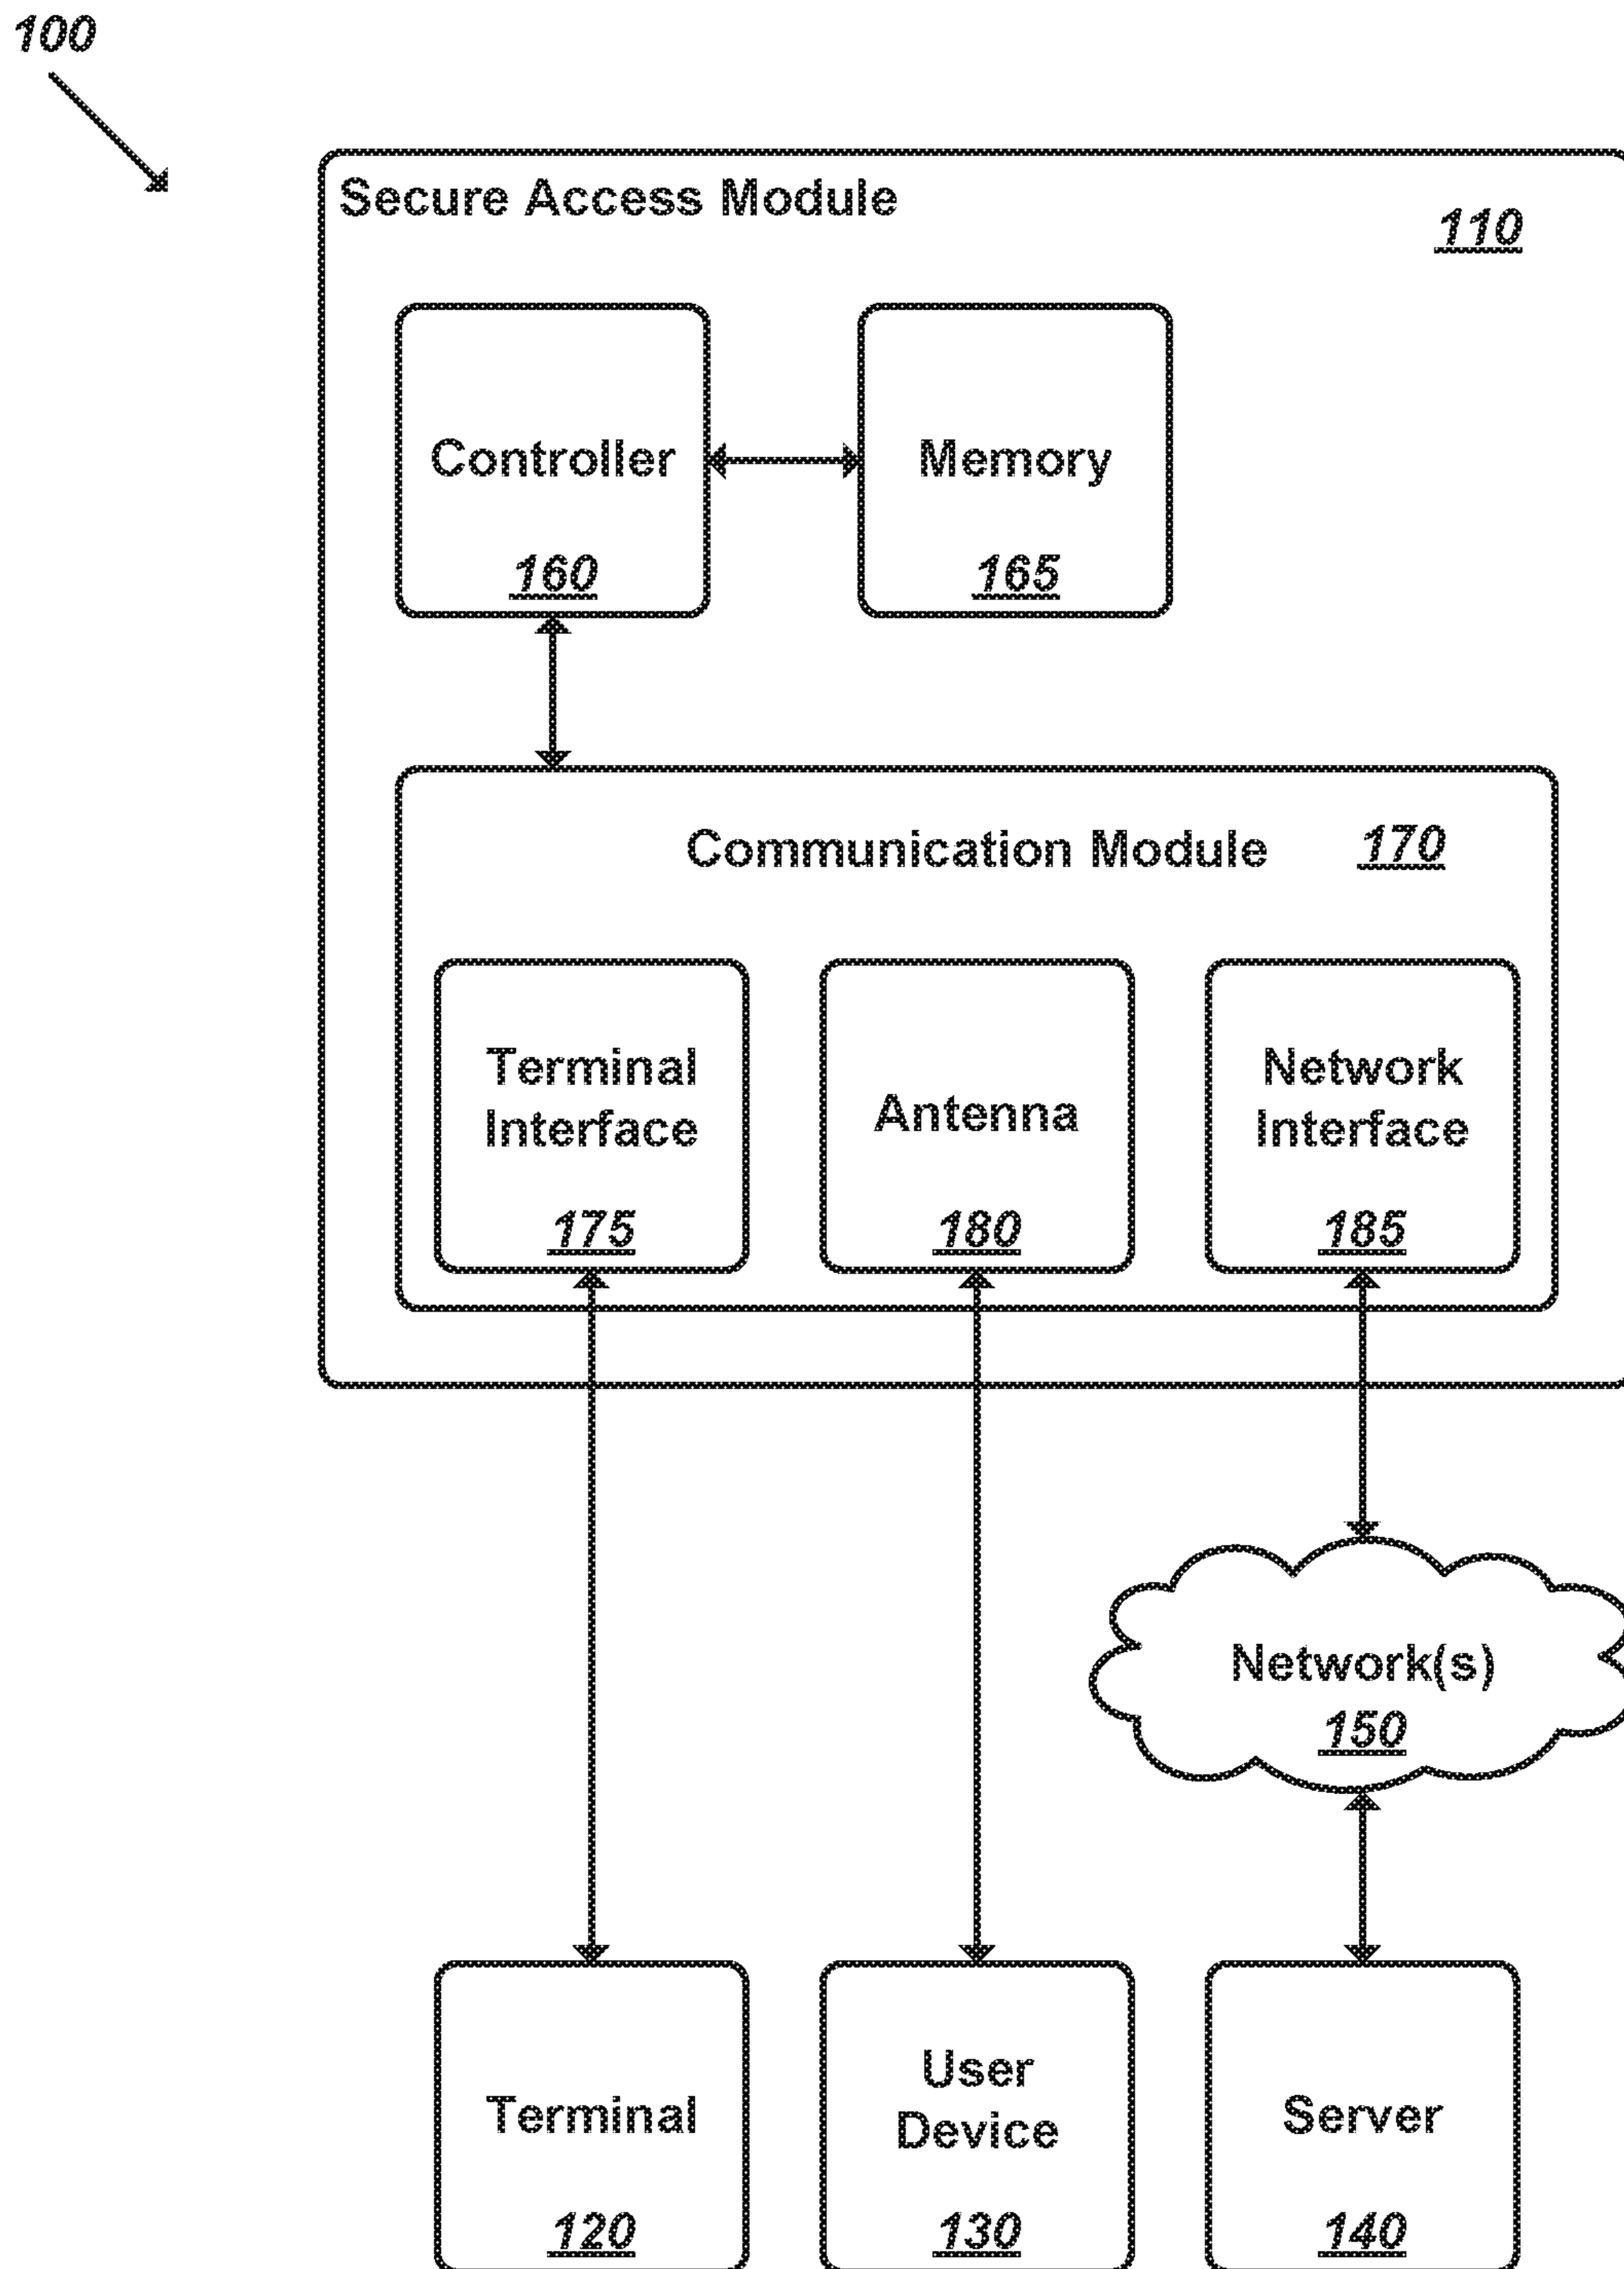 100
Secure Access Module
110
Controller
160
Memory
165
Communication Module
170
Terminal
Interface
175
Antenna
180
Network
Interface
185
Network(s)
150
Terminal
120
User
Device
130
Server
140